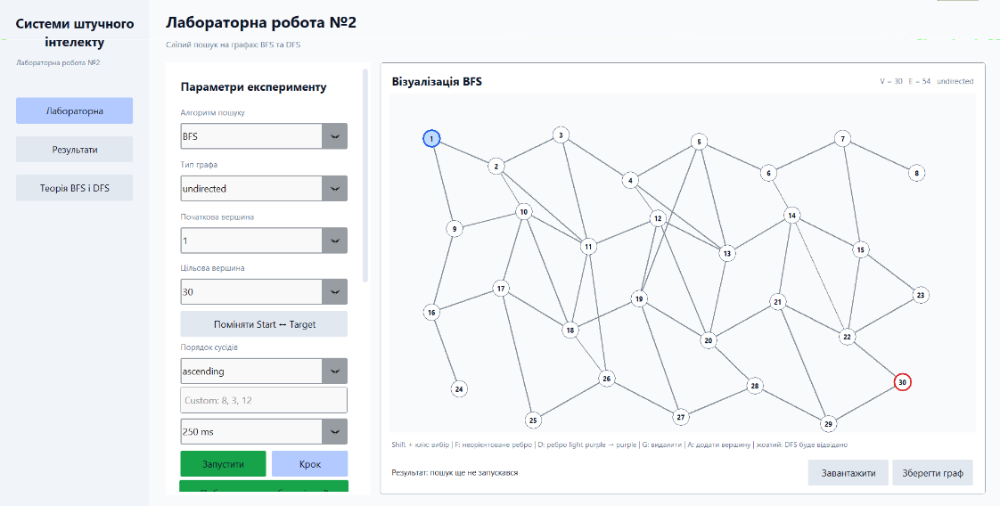 Системи штучного
інтелекту
Лабораторна робота №2
Лабораторна
Результати
Теорія BFS і DFS
Лабораторна робота №2
Сліпий пошук на графах: BFS та DFS
Параметри експерименту
Алгоритм пошуку
BFS
Тип графа
undirected
Початкова вершина
1
Цільова вершина
30
Поміняти Start ↔ Target
Порядок сусідів
ascending
Custom: 8, 3, 12
250 ms
Запустити
Крок
Візуалізація BFS
V = 30 E = 54 undirected
1
2
3
4
5
6
7
8
9
10
11
12
13
14
15
16
17
18
19
20
21
22
23
24
25
26
27
28
29
30
Shift + клік: вибір | F: неорієнтоване ребро | D: ребро light purple → purple | G: видалити | A: додати вершину | жовтий: DFS буде відвідано
Результат: пошук ще не запускався
Завантажити
Зберегти граф